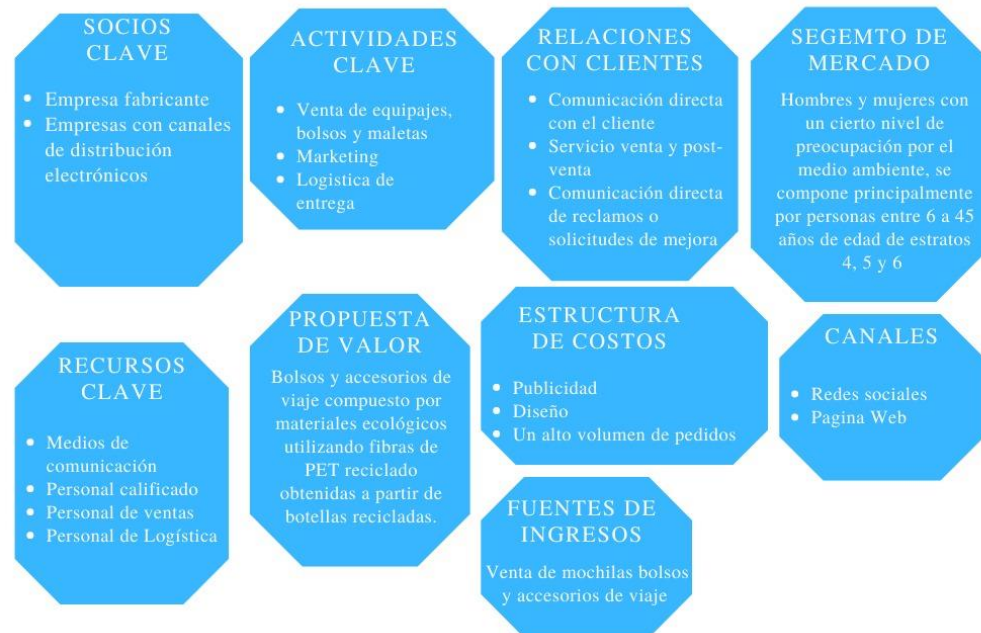 SOCIOS
CLAVE
• Empresa fabricante
• Empresas con canales
de distribución
electrónicos
ACTIVIDADES
CLAVE
• Venta de equipajes,
bolsos y maletas
• Marketing
• Logistica de
entrega
RELACIONES
CON CLIENTES
• Comunicación directa
con el cliente
• Servicio venta y post-
venta
• Comunicación directa
de reclamos o
solicitudes de mejora
SEGEMTO DE
MERCADO
Hombres y mujeres con
un cierto nivel de
preocupación por el
medio ambiente, se
compone principalmente
por personas entre 6 a 45
años de edad de estratos
4, 5 y 6
RECURSOS
CLAVE
• Medios de
comunicación
• Personal calificado
• Personal de ventas
• Personal de Logística
PROPUESTA
DE VALOR
Bolsos y accesorios de
viaje compuesto por
materiales ecológicos
utilizando fibras de
PET reciclado
obtenidas a partir de
botellas recicladas.
ESTRUCTURA
DE COSTOS
• Publicidad
• Diseño
• Un alto volumen de pedidos
CANALES
• Redes sociales
• Pagina Web
FUENTES DE
INGRESOS
Venta de mochilas bolsos
y accesorios de viaje